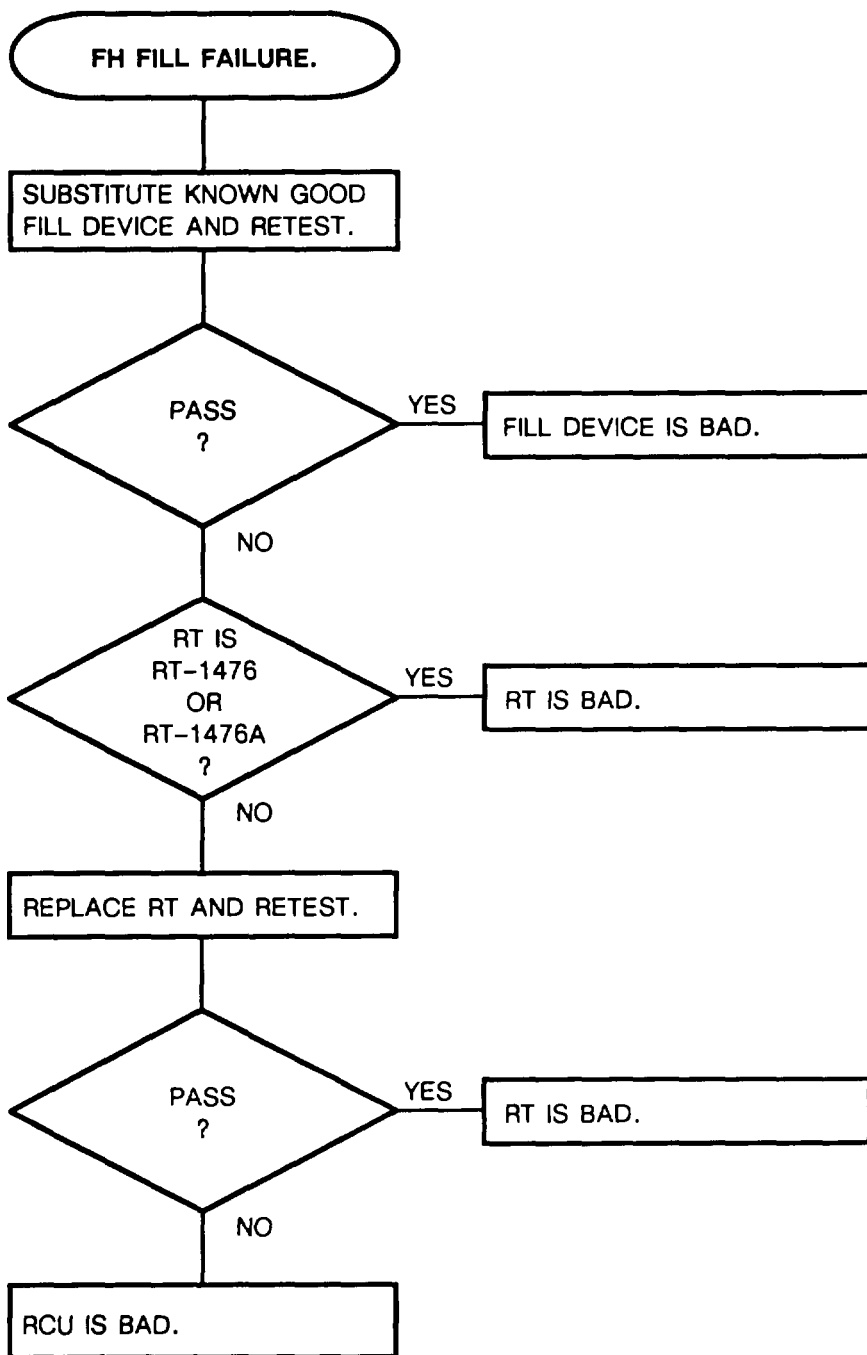 FH FILL FAILURE.
SUBSTITUTE KNOWN GOOD
FILL DEVICE AND RETEST.
PASS
?
YES
FILL DEVICE IS BAD.
NO
RT IS
RT-1476
OR
RT-1476A
?
YES
RT IS BAD.
NO
REPLACE RT AND RETEST.
PASS
?
YES
RT IS BAD.
NO
RCU IS BAD.